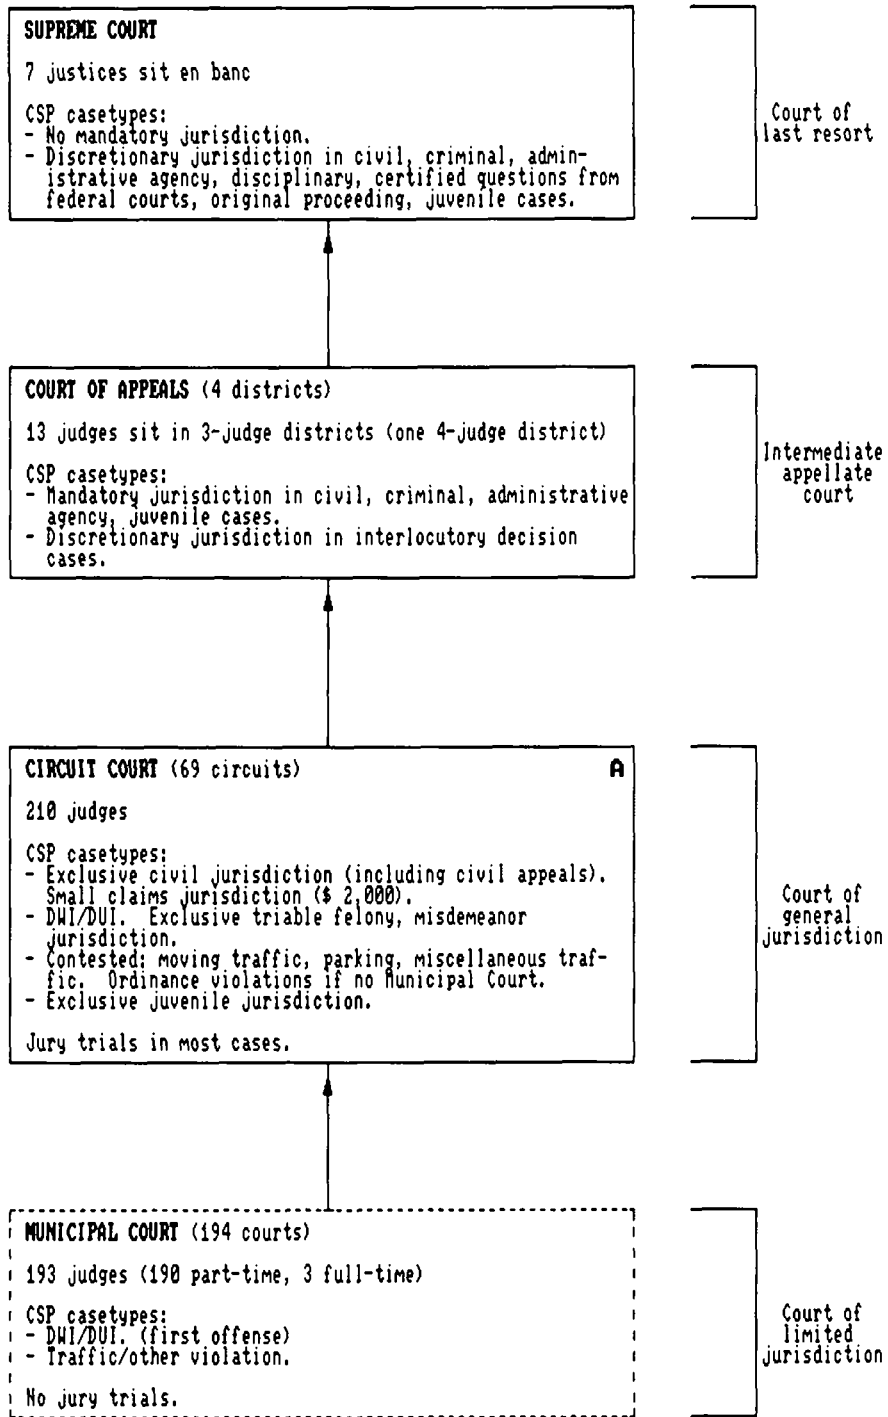 SUPREME COURT
7 justices sit en banc
CSP casetypes:
- No mandatory jurisdiction.
- Discretionary jurisdiction in civil, criminal, admin-
istrative agency, disciplinary, certified questions from
federal courts, original proceeding, juvenile cases.
Court of
last resort
COURT OF APPEALS (4 districts)
13 judges sit in 3-judge districts (one 4-judge district)
CSP casetypes:
- Mandatory jurisdiction in civil, criminal, administrative
agency, juvenile cases.
- Discretionary jurisdiction in interlocutory decision
cases.
Intermediate
appellate
court
CIRCUIT COURT (69 circuits) A
210 judges
CSP casetypes:
- Exclusive civil jurisdiction (including civil appeals).
Small claims jurisdiction ($ 2,000).
- DWI/DUI. Exclusive triable felony, misdemeanor
jurisdiction.
- Contested: moving traffic, parking, miscellaneous traf-
fic. Ordinance violations if no Municipal Court.
- Exclusive juvenile jurisdiction.
Jury trials in most cases.
Court of
general
jurisdiction
MUNICIPAL COURT (194 courts)
193 judges (190 part-time, 3 full-time)
CSP casetypes:
- DWI/DUI. (first offense)
- Traffic/other violation.
No jury trials.
Court of
limited
jurisdiction